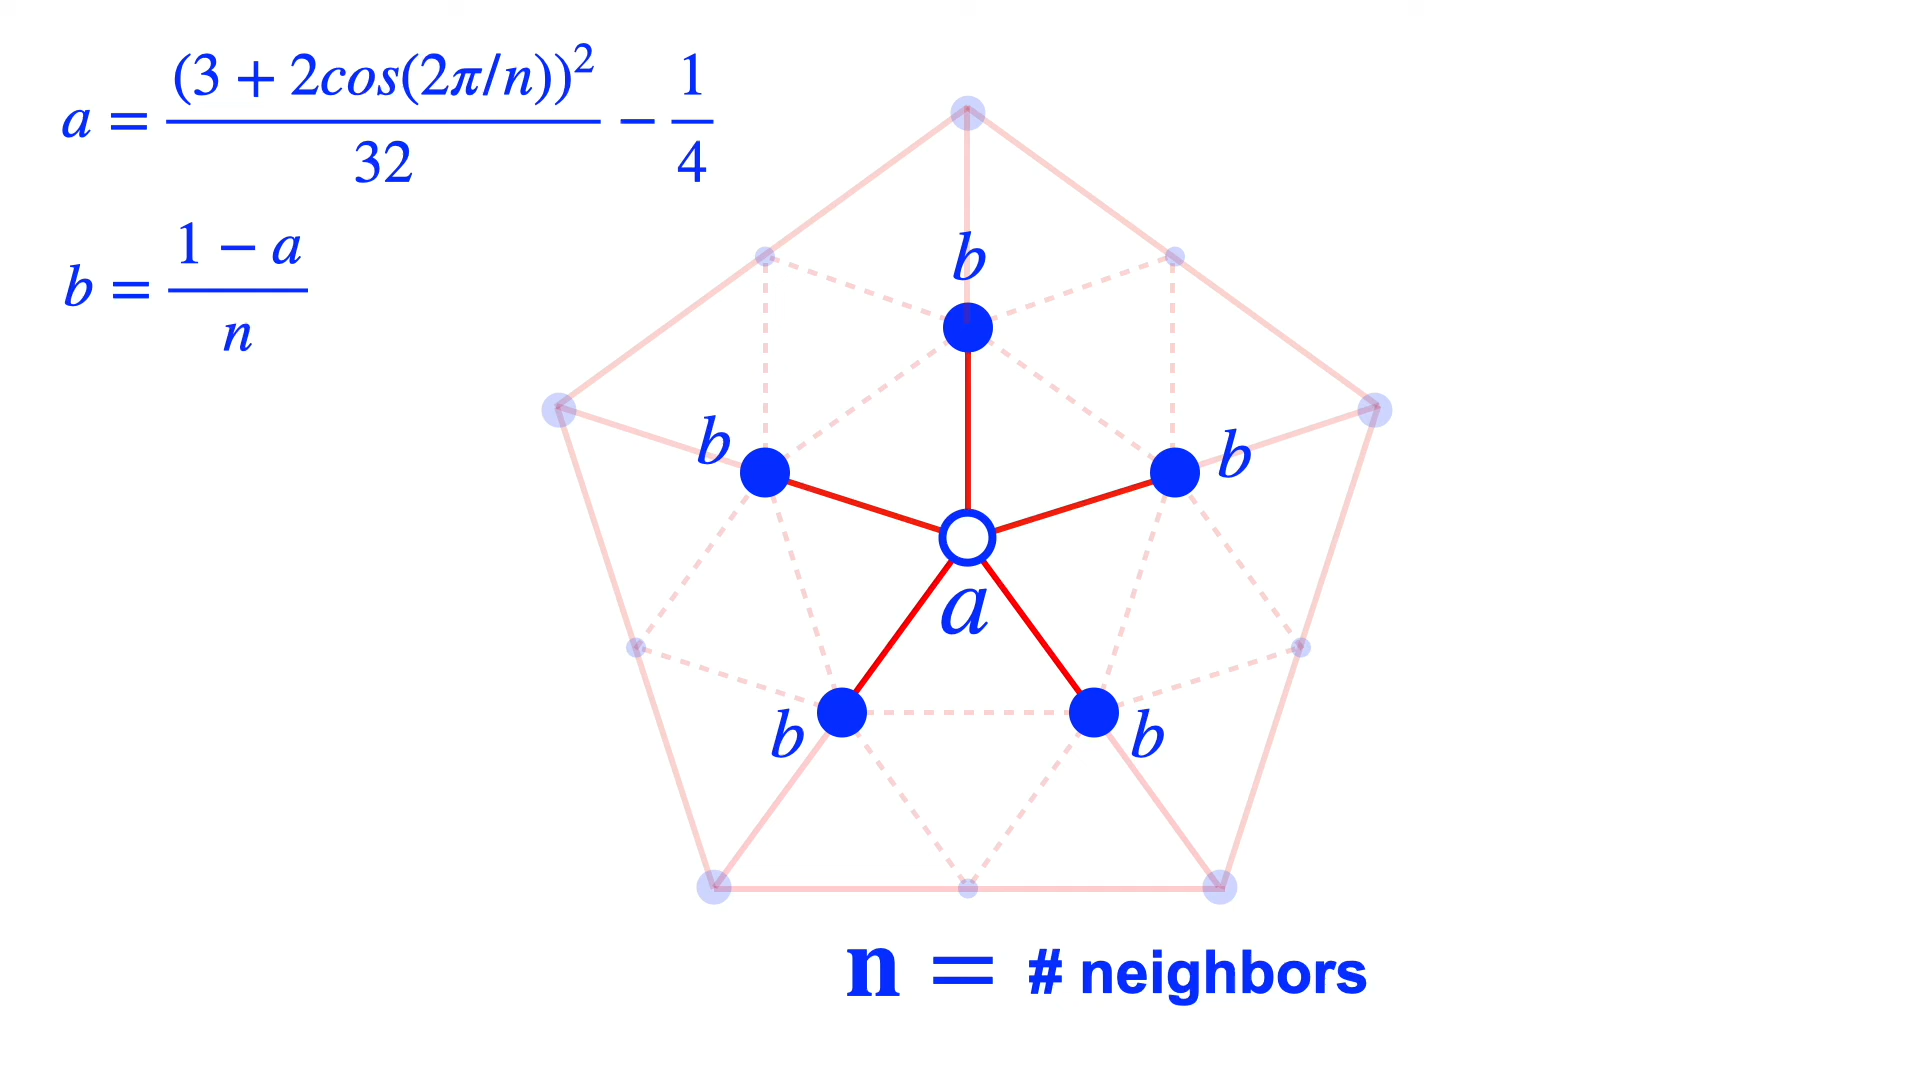 a = (3 + 2cos(2π/n))² / 32 − 1/4
b = (1 − a) / n
b
b
b
a
b
b
n = # neighbors